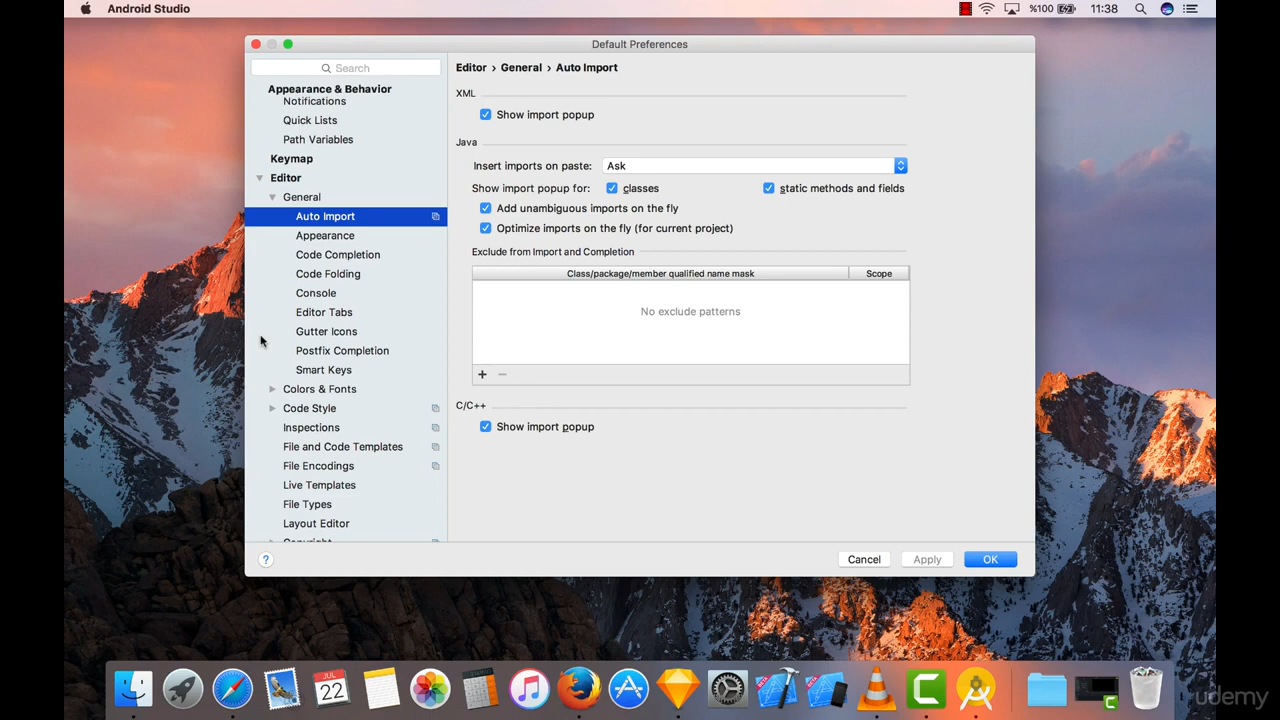 Android Studio
%100
11:38
Default Preferences
Search
Appearance & Behavior
Notifications
Quick Lists
Path Variables
Keymap
Editor
General
Auto Import
Appearance
Code Completion
Code Folding
Console
Editor Tabs
Gutter Icons
Postfix Completion
Smart Keys
Colors & Fonts
Code Style
Inspections
File and Code Templates
File Encodings
Live Templates
File Types
Layout Editor
Copyright
Editor › General › Auto Import
XML
Show import popup
Java
Insert imports on paste: Ask
Show import popup for: classes static methods and fields
Add unambiguous imports on the fly
Optimize imports on the fly (for current project)
Exclude from Import and Completion
Class/package/member qualified name mask Scope
No exclude patterns
+ −
C/C++
Show import popup
? Cancel Apply OK
JUL
22
udemy